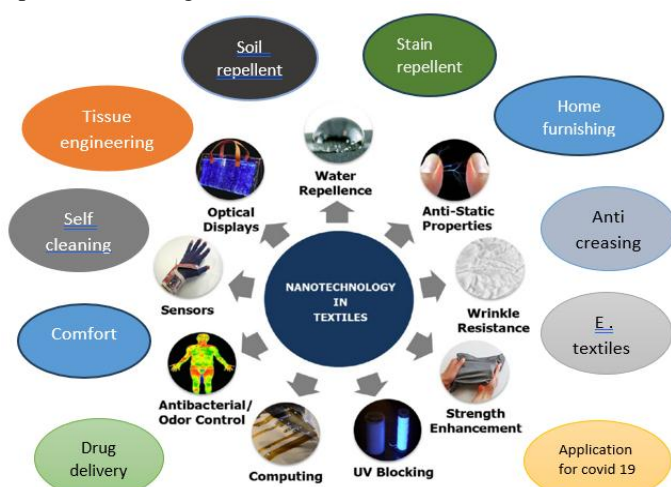 Soil
repellent
Stain
repellent
Tissue
engineering
Home
furnishing
Water
Repellence
Optical
Displays
Anti-Static
Properties
Self
cleaning
Anti
creasing
NANOTECHNOLOGY
IN
TEXTILES
Sensors
Wrinkle
Resistance
Comfort
E .
textiles
Antibacterial/
Odor Control
Strength
Enhancement
Drug
delivery
Computing
UV Blocking
Application
for covid 19